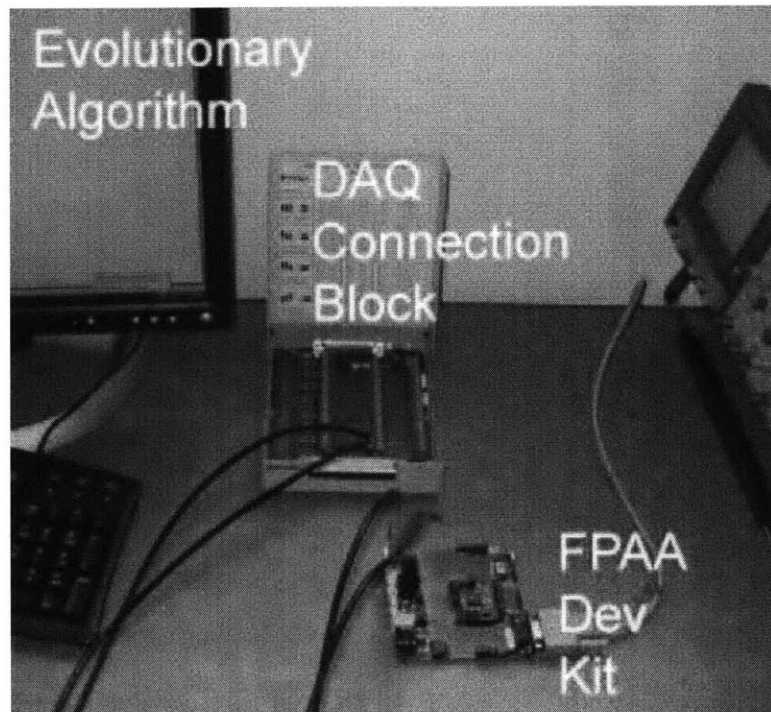 Evolutionary
Algorithm
DAQ
Connection
Block
FPAA
Dev
Kit